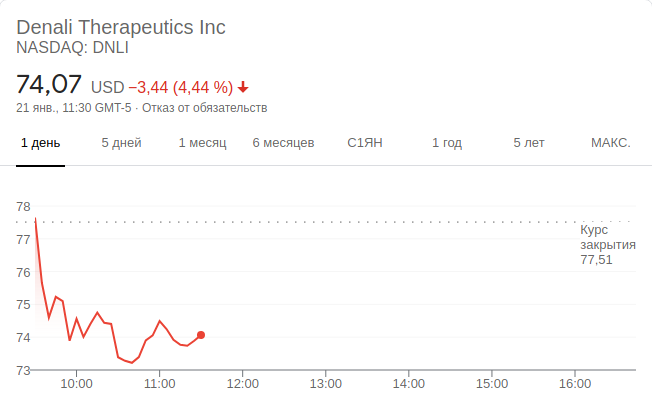 Denali Therapeutics Inc
NASDAQ: DNLI
74,07 USD −3,44 (4,44 %)
21 янв., 11:30 GMT-5 · Отказ от обязательств
1 день 5 дней 1 месяц 6 месяцев С1ЯН 1 год 5 лет МАКС.
78
77
76
75
74
73
Курс
закрытия
77,51
10:00 11:00 12:00 13:00 14:00 15:00 16:00